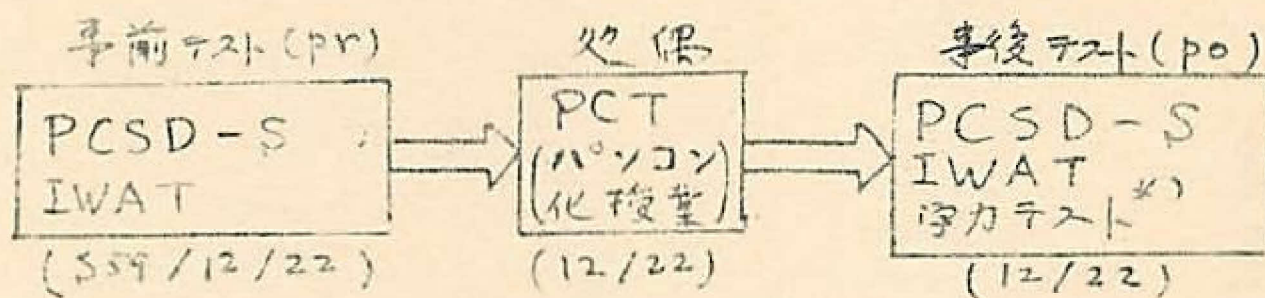 事前テスト(pr)
PCSD-S
IWAT
(S59/12/22)
処偶
PCT
(パソコン
化授業)
(12/22)
事後テスト(po)
PCSD-S
IWAT
学力テスト*)
(12/22)